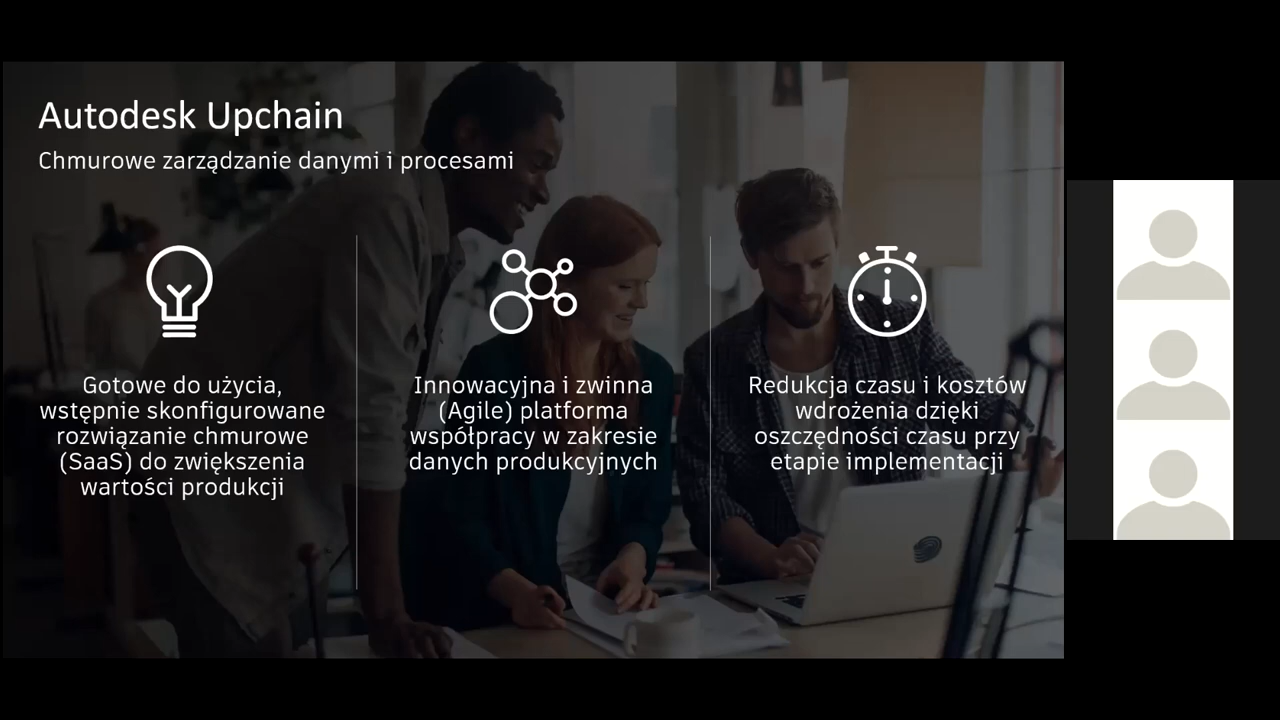 Autodesk Upchain
Chmurowe zarządzanie danymi i procesami
Gotowe do użycia,
wstępnie skonfigurowane
rozwiązanie chmurowe
(SaaS) do zwiększenia
wartości produkcji
Innowacyjna i zwinna
(Agile) platforma
współpracy w zakresie
danych produkcyjnych
Redukcja czasu i kosztów
wdrożenia dzięki
oszczędności czasu przy
etapie implementacji